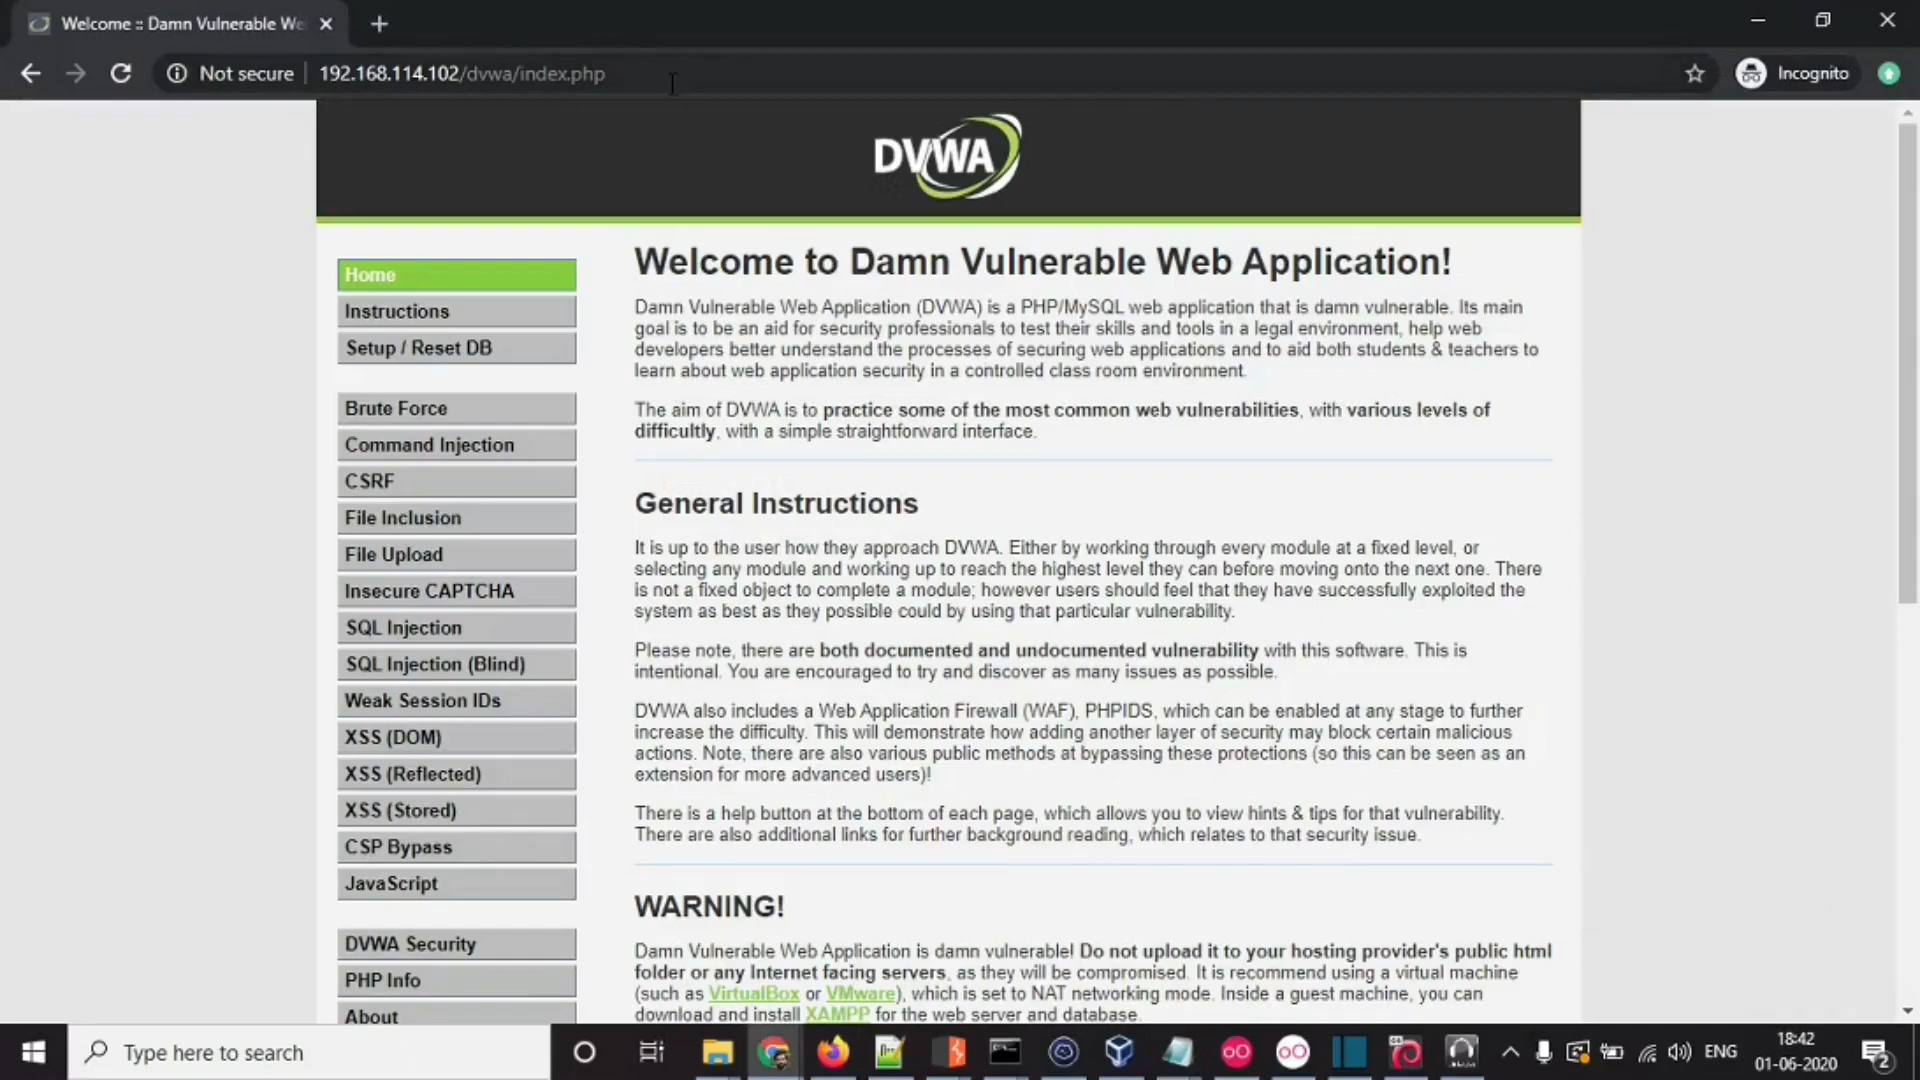 Welcome :: Damn Vulnerable We
Not secure
192.168.114.102/dvwa/index.php
Incognito
DVWA
Home
Instructions
Setup / Reset DB
Brute Force
Command Injection
CSRF
File Inclusion
File Upload
Insecure CAPTCHA
SQL Injection
SQL Injection (Blind)
Weak Session IDs
XSS (DOM)
XSS (Reflected)
XSS (Stored)
CSP Bypass
JavaScript
DVWA Security
PHP Info
About
Welcome to Damn Vulnerable Web Application!
Damn Vulnerable Web Application (DVWA) is a PHP/MySQL web application that is damn vulnerable. Its main
goal is to be an aid for security professionals to test their skills and tools in a legal environment, help web
developers better understand the processes of securing web applications and to aid both students & teachers to
learn about web application security in a controlled class room environment.
The aim of DVWA is to practice some of the most common web vulnerabilities, with various levels of
difficultly, with a simple straightforward interface.
General Instructions
It is up to the user how they approach DVWA. Either by working through every module at a fixed level, or
selecting any module and working up to reach the highest level they can before moving onto the next one. There
is not a fixed object to complete a module; however users should feel that they have successfully exploited the
system as best as they possible could by using that particular vulnerability.
Please note, there are both documented and undocumented vulnerability with this software. This is
intentional. You are encouraged to try and discover as many issues as possible.
DVWA also includes a Web Application Firewall (WAF), PHPIDS, which can be enabled at any stage to further
increase the difficulty. This will demonstrate how adding another layer of security may block certain malicious
actions. Note, there are also various public methods at bypassing these protections (so this can be seen as an
extension for more advanced users)!
There is a help button at the bottom of each page, which allows you to view hints & tips for that vulnerability.
There are also additional links for further background reading, which relates to that security issue.
WARNING!
Damn Vulnerable Web Application is damn vulnerable! Do not upload it to your hosting provider's public html
folder or any Internet facing servers, as they will be compromised. It is recommend using a virtual machine
(such as VirtualBox or VMware), which is set to NAT networking mode. Inside a guest machine, you can
download and install XAMPP for the web server and database.
Type here to search
ENG
18:42
01-06-2020
2